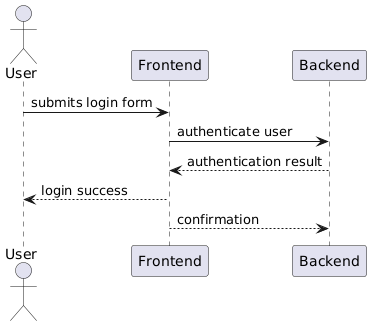 User
Frontend
Backend
submits login form
authenticate user
authentication result
login success
confirmation
User
Frontend
Backend